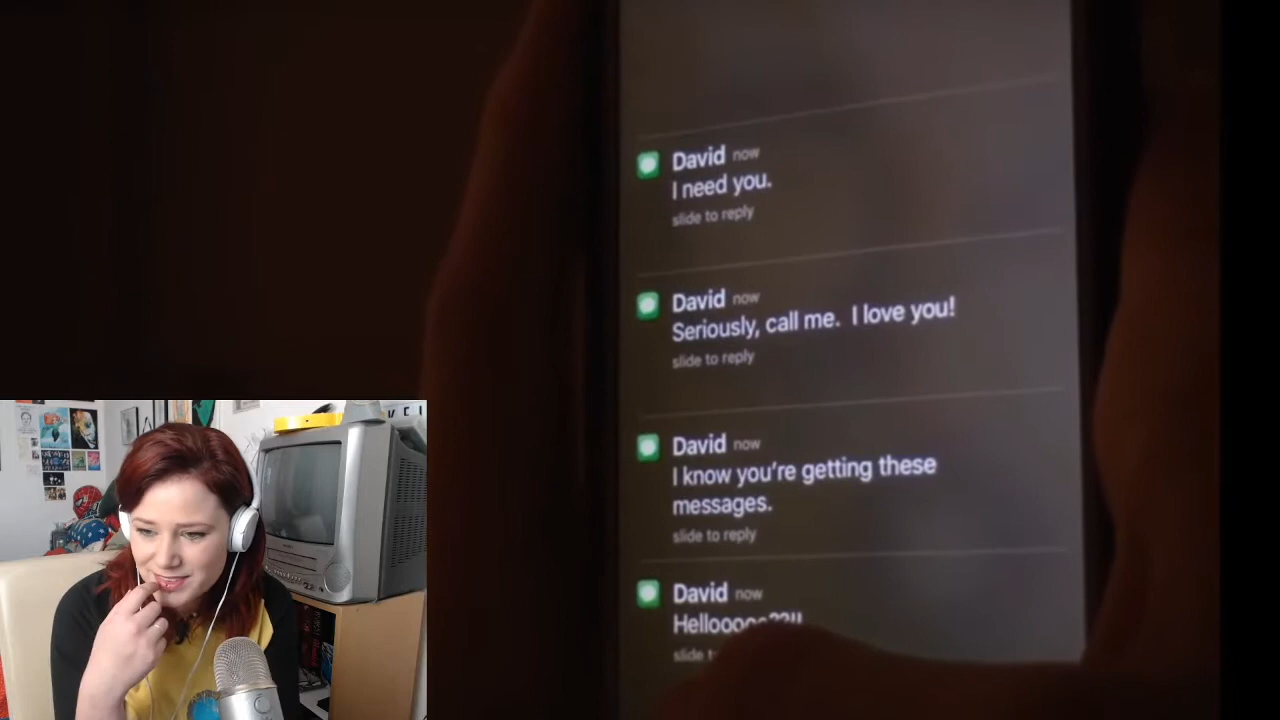 David now
I need you.
slide to reply
David now
Seriously, call me.  I love you!
slide to reply
David now
I know you're getting these
messages.
slide to reply
David now